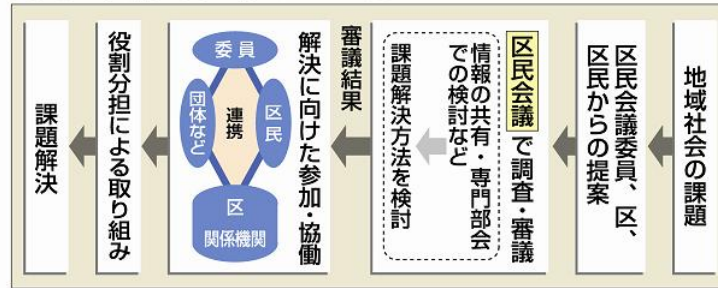 地域社会の課題
区民会議委員、区、
区民からの提案
区民会議で調査・審議
情報の共有・専門部会
での検討など
課題解決方法を検討
審議結果
解決に向けた参加・協働
委員
区民
連携
団体など
区
関係機関
役割分担による取り組み
課題解決